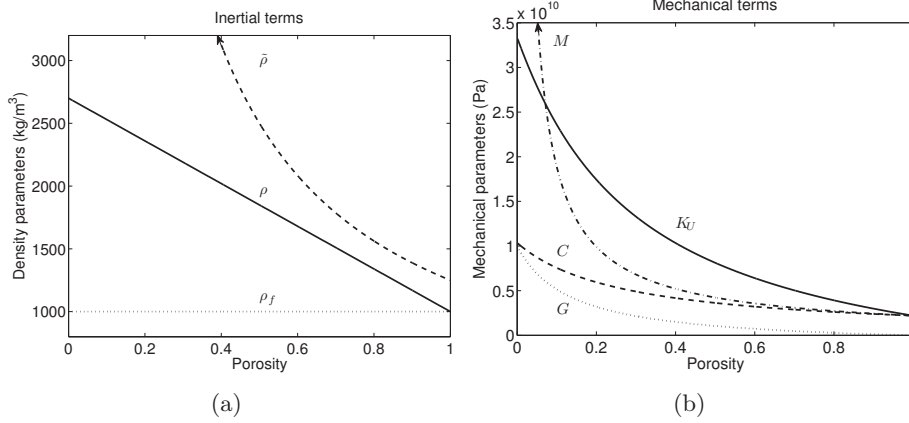 (a)
Inertial terms
3000
2500
2000
1500
1000
Density parameters (kg/m³)
ρ̃
ρ
ρ_f
0 0.2 0.4 0.6 0.8 1
Porosity
(a)
(b)
Mechanical terms
x 10¹⁰
3.5
3
2.5
2
1.5
1
0.5
0
Mechanical parameters (Pa)
M
K_U
C
G
0 0.2 0.4 0.6 0.8
Porosity
(b)